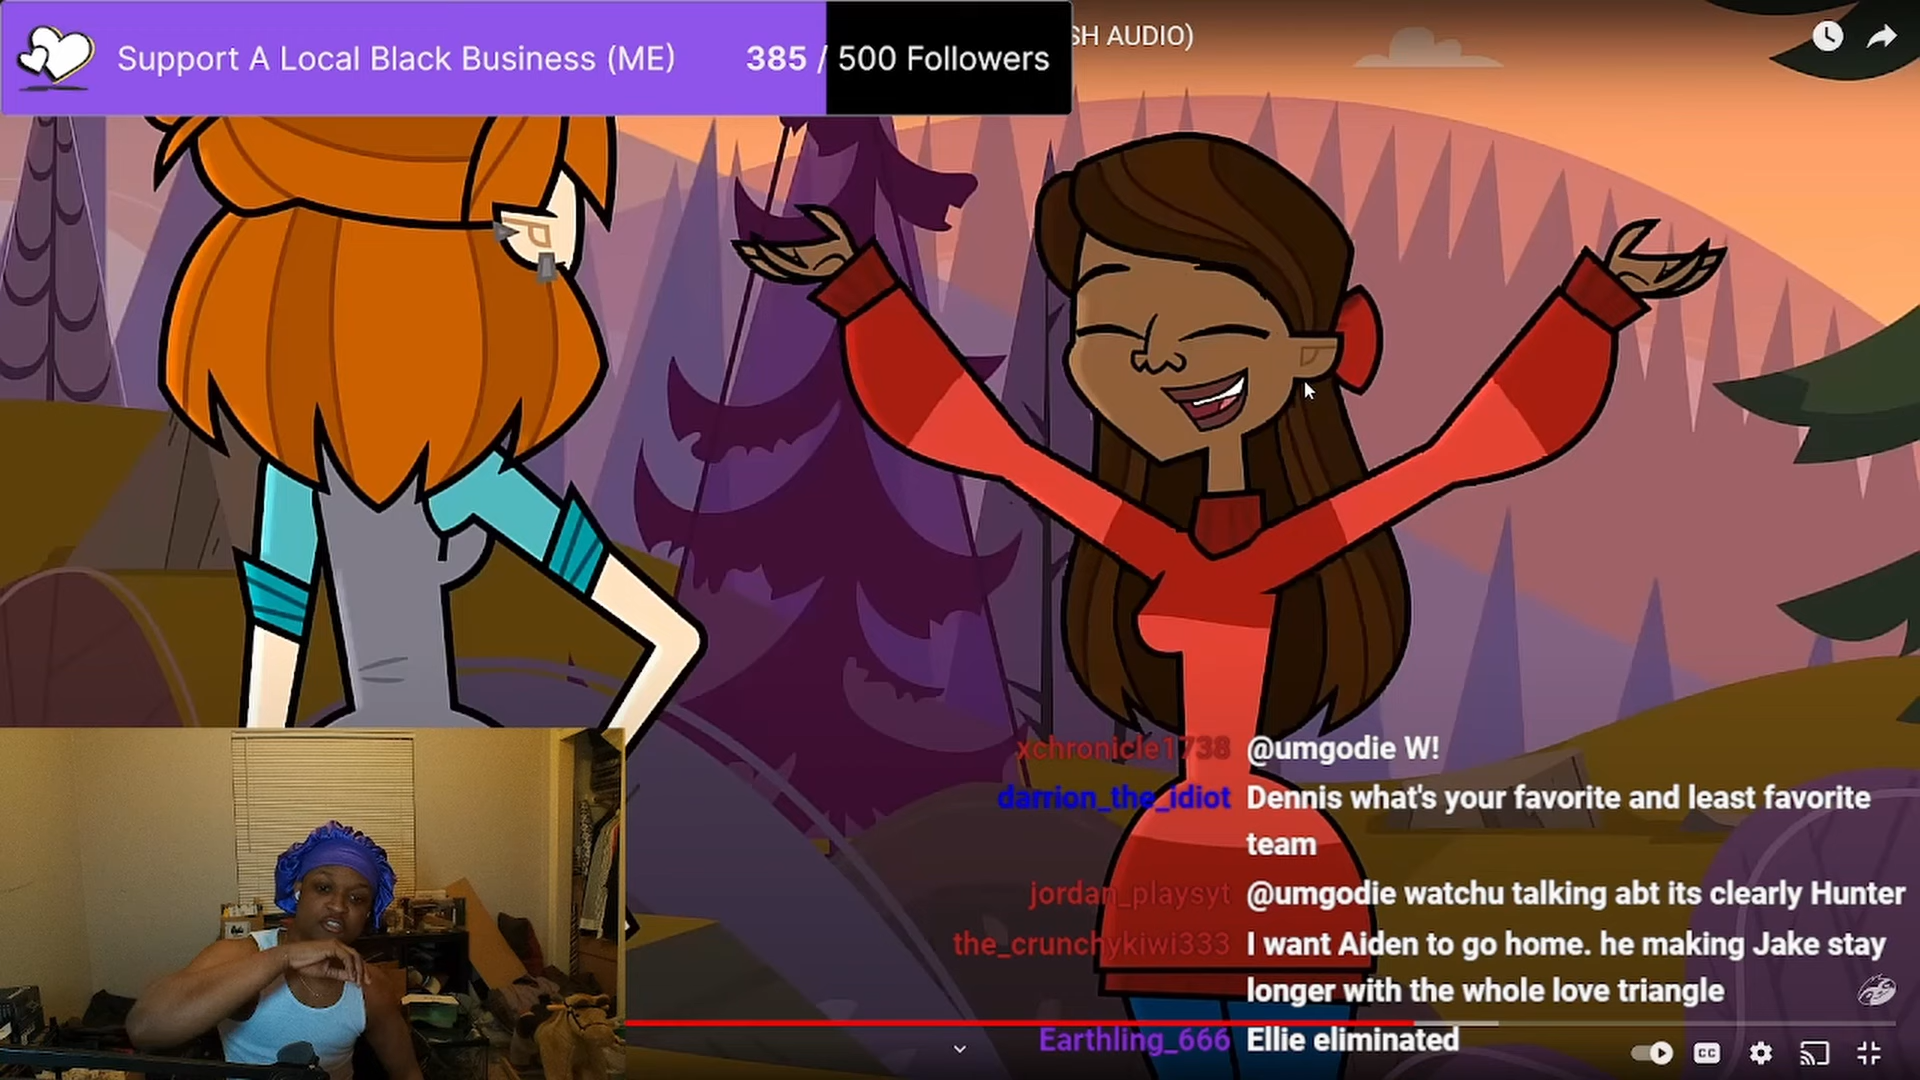 Support A Local Black Business (ME) 385 / 500 Followers
SH AUDIO)
xchronicle1738 @umgodie W!
darrion_the_idiot Dennis what's your favorite and least favorite
team
jordan_playsyt @umgodie watchu talking abt its clearly Hunter
the_crunchykiwi333 I want Aiden to go home. he making Jake stay
longer with the whole love triangle
Earthling_666 Ellie eliminated
CC